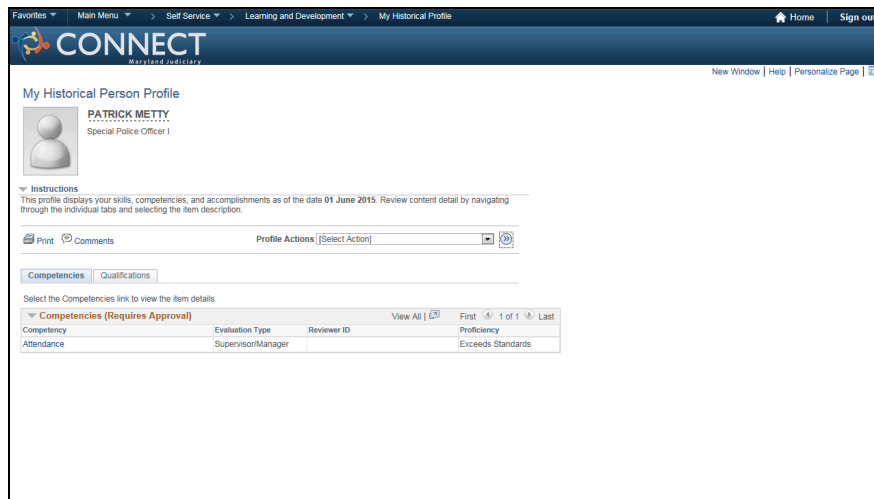 Favorites Main Menu > Self Service > Learning and Development > My Historical Profile Home Sign out
CONNECT
Maryland Judiciary
New Window | Help | Personalize Page |
My Historical Person Profile
PATRICK METTY
Special Police Officer I
Instructions
This profile displays your skills, competencies, and accomplishments as of the date 01 June 2015. Review content detail by navigating
through the individual tabs and selecting the item description.
Print Comments Profile Actions [Select Action]
Competencies Qualifications
Select the Competencies link to view the item details.
Competencies (Requires Approval) View All | First 1 of 1 Last
Competency Evaluation Type Reviewer ID Proficiency
Attendance Supervisor/Manager Exceeds Standards